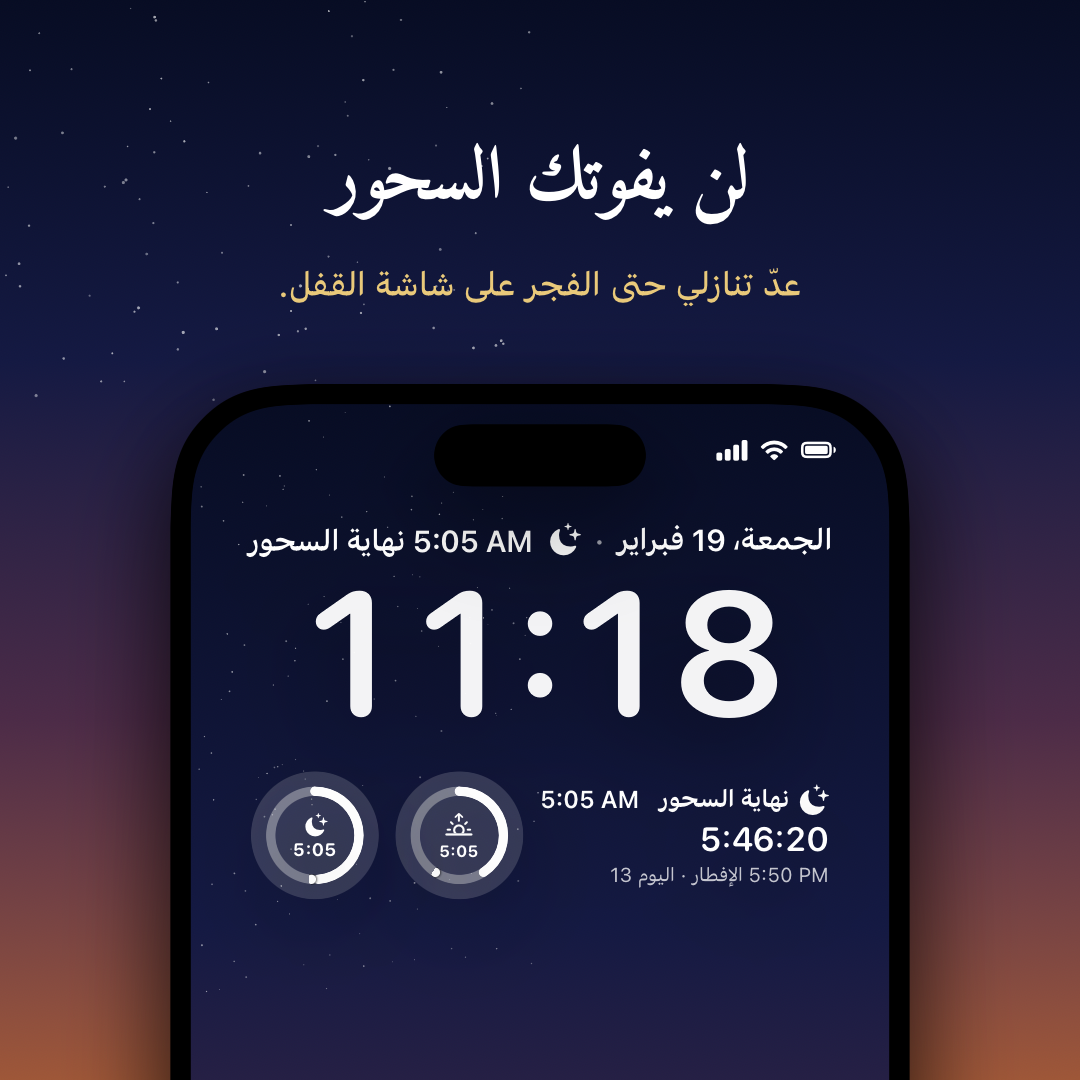 لن يفوتك السحور
عدّ تنازلي حتى الفجر على شاشة القفل.
الجمعة، 19 فبراير · 5:05 AM نهاية السحور
11:18
نهاية السحور 5:05 AM
5:46:20
5:50 PM الإفطار · اليوم 13
5:05
5:05